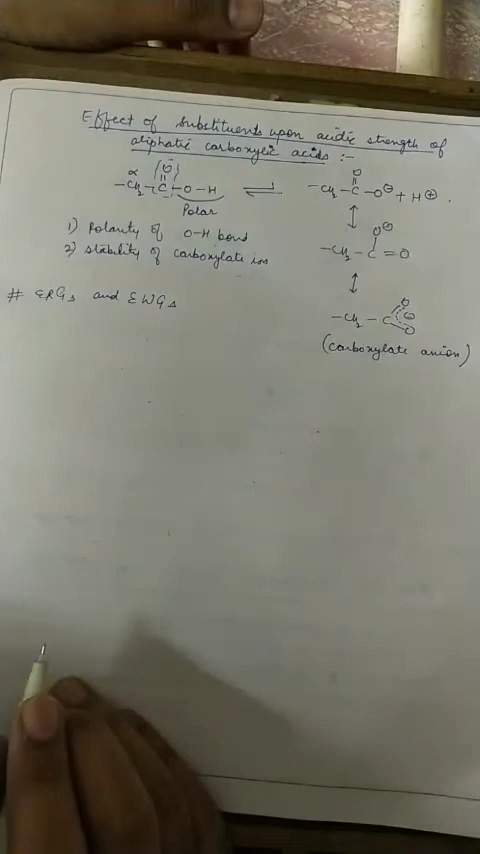 Effect of substituents upon acidic strength of
aliphatic carboxylic acids :-
α
O
-CH2-C-O-H ⇌ -CH2-C-O⊖ + H⊕
Polar
1) Polarity of O-H bond
2) Stability of carboxylate ion
O⊖
-CH2-C=O
# ERGs and EWGs
O
-CH2-C ⊖
O
(carboxylate anion)